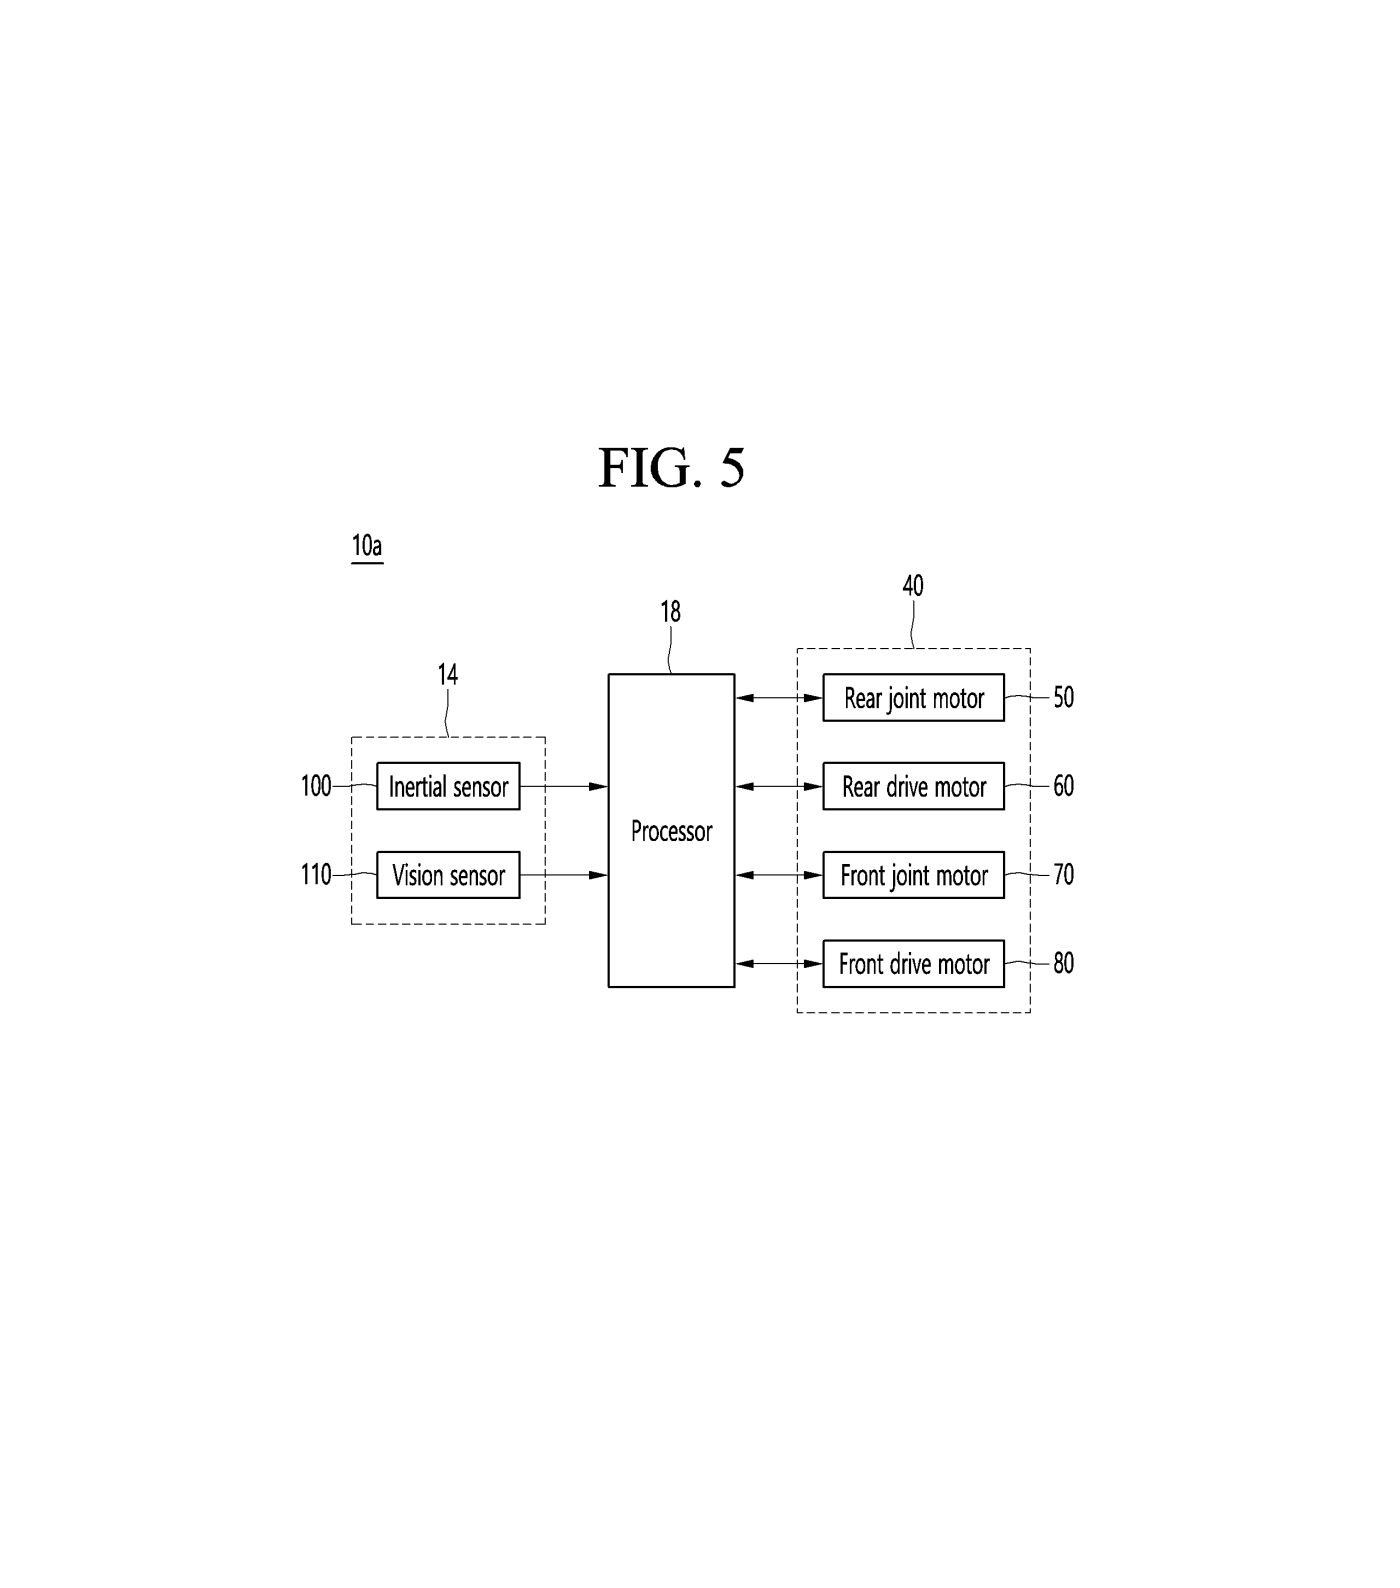 FIG. 5
10a
40
18
14
Rear joint motor
50
100
Inertial sensor
Rear drive motor
60
Processor
110
Vision sensor
Front joint motor
70
Front drive motor
80